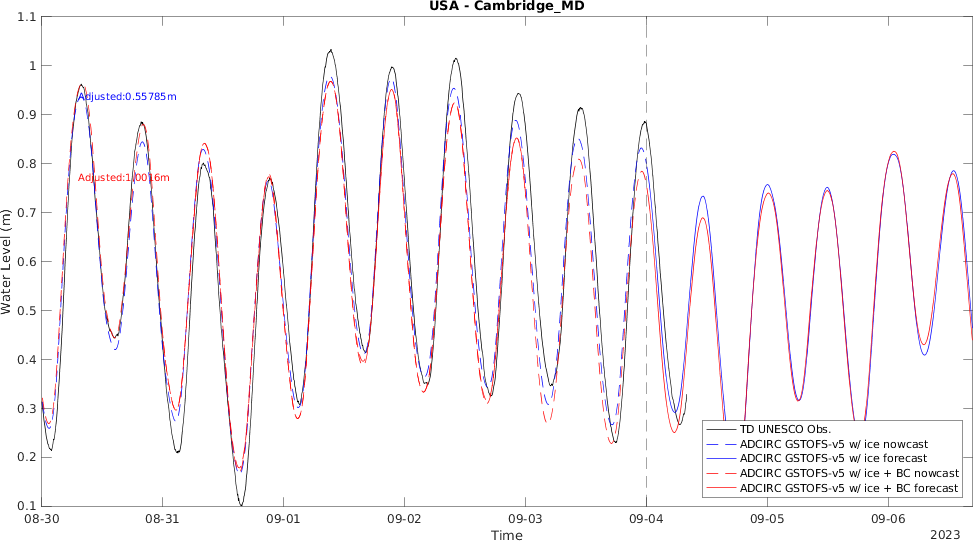 USA - Cambridge_MD
1.1
1
0.9
0.8
0.7
0.6
0.5
0.4
0.3
0.2
0.1
Water Level (m)
Adjusted:0.55785m
Adjusted:1.0016m
TD UNESCO Obs.
ADCIRC GSTOFS-v5 w/ ice nowcast
ADCIRC GSTOFS-v5 w/ ice forecast
ADCIRC GSTOFS-v5 w/ ice + BC nowcast
ADCIRC GSTOFS-v5 w/ ice + BC forecast
08-30 08-31 09-01 09-02 09-03 09-04 09-05 09-06
Time
2023